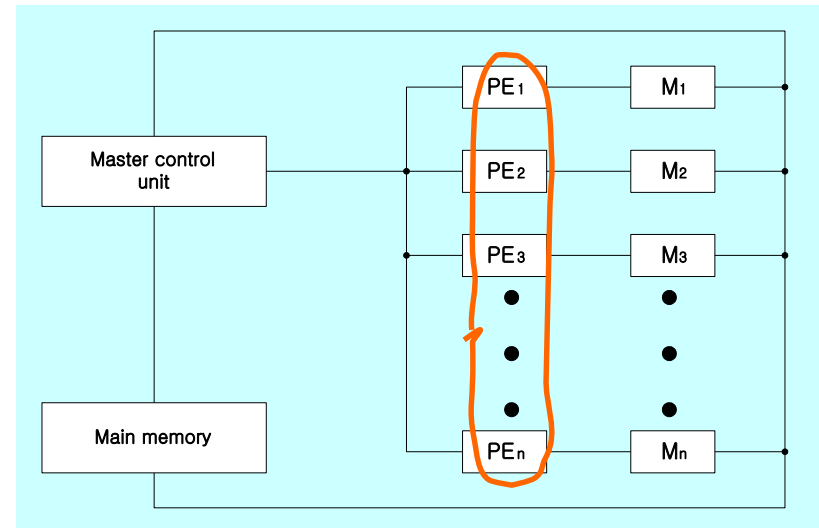 PE1
M1
Master control
unit
PE2
M2
PE3
M3
Main memory
PEn
Mn